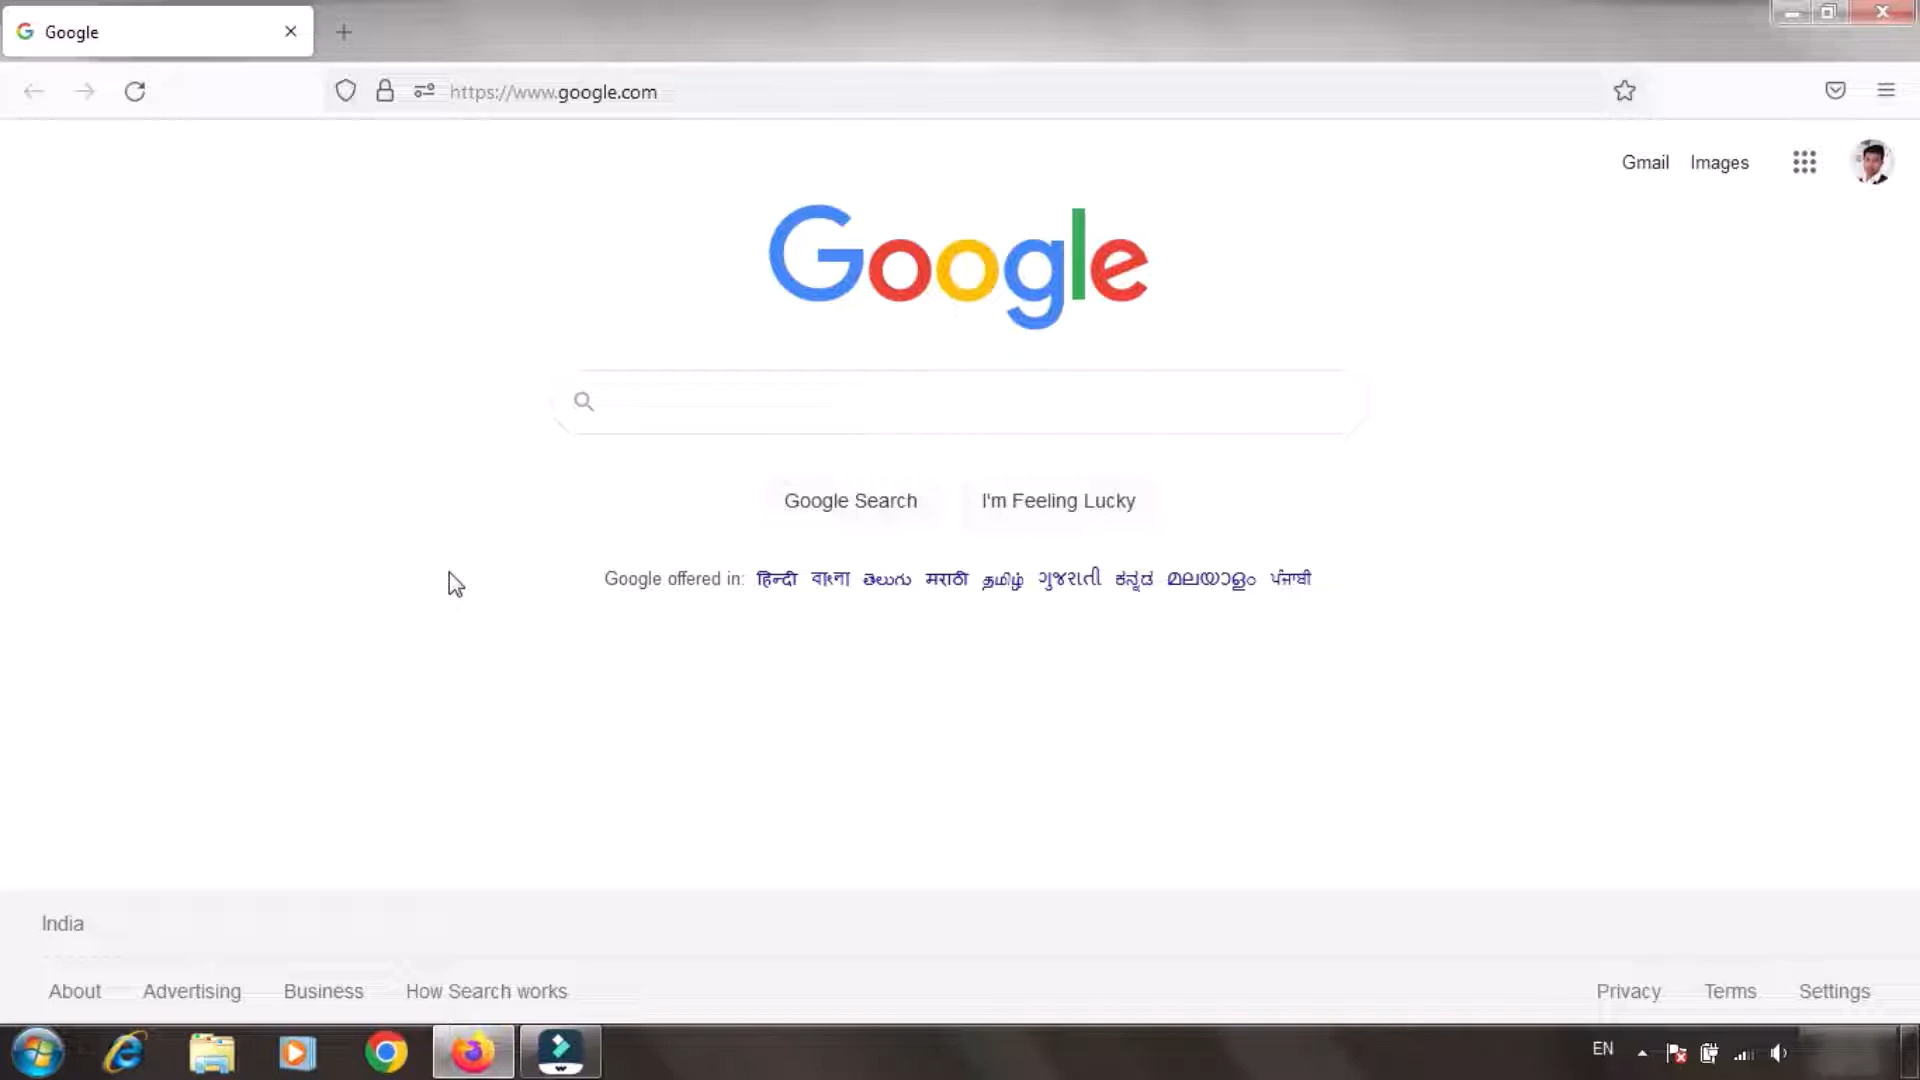 Google
https://www.google.com
Gmail Images
Google
Google Search I'm Feeling Lucky
Google offered in: हिन्दी বাংলা తెలుగు मराठी தமிழ் ગુજરાતી ಕನ್ನಡ മലയാളം ਪੰਜਾਬੀ
India
About Advertising Business How Search works Privacy Terms Settings
EN